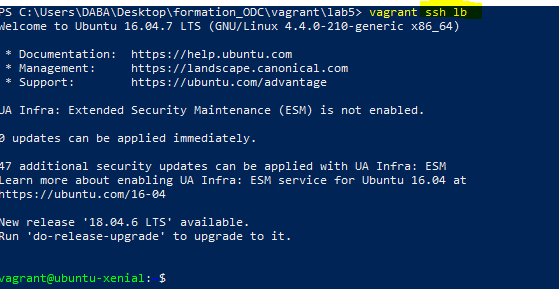 PS C:\Users\DABA\Desktop\formation_ODC\vagrant\lab5> vagrant ssh lb
Welcome to Ubuntu 16.04.7 LTS (GNU/Linux 4.4.0-210-generic x86_64)
* Documentation: https://help.ubuntu.com
* Management: https://landscape.canonical.com
* Support: https://ubuntu.com/advantage
UA Infra: Extended Security Maintenance (ESM) is not enabled.
0 updates can be applied immediately.
47 additional security updates can be applied with UA Infra: ESM
Learn more about enabling UA Infra: ESM service for Ubuntu 16.04 at
https://ubuntu.com/16-04
New release '18.04.6 LTS' available.
Run 'do-release-upgrade' to upgrade to it.
vagrant@ubuntu-xenial: $